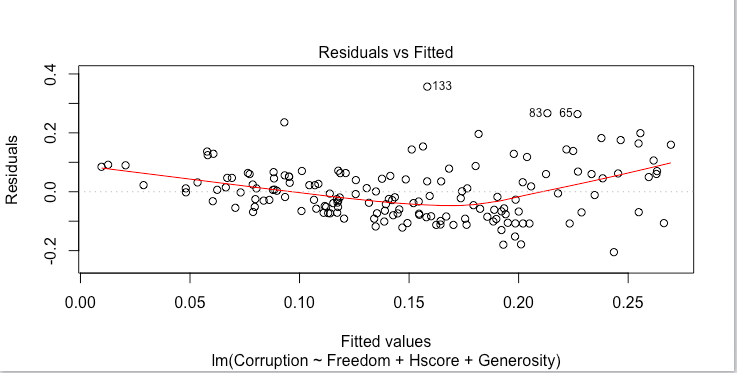 Residuals vs Fitted
0.4
0.2
0.0
-0.2
Residuals
133
83 65
0.00 0.05 0.10 0.15 0.20 0.25
Fitted values
lm(Corruption ~ Freedom + Hscore + Generosity)